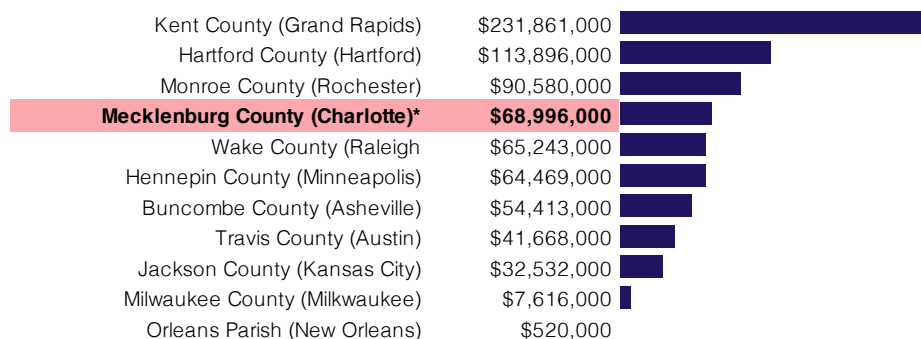 Kent County (Grand Rapids) $231,861,000
Hartford County (Hartford) $113,896,000
Monroe County (Rochester) $90,580,000
Mecklenburg County (Charlotte)* $68,996,000
Wake County (Raleigh $65,243,000
Hennepin County (Minneapolis) $64,469,000
Buncombe County (Asheville) $54,413,000
Travis County (Austin) $41,668,000
Jackson County (Kansas City) $32,532,000
Milwaukee County (Milkwaukee) $7,616,000
Orleans Parish (New Orleans) $520,000